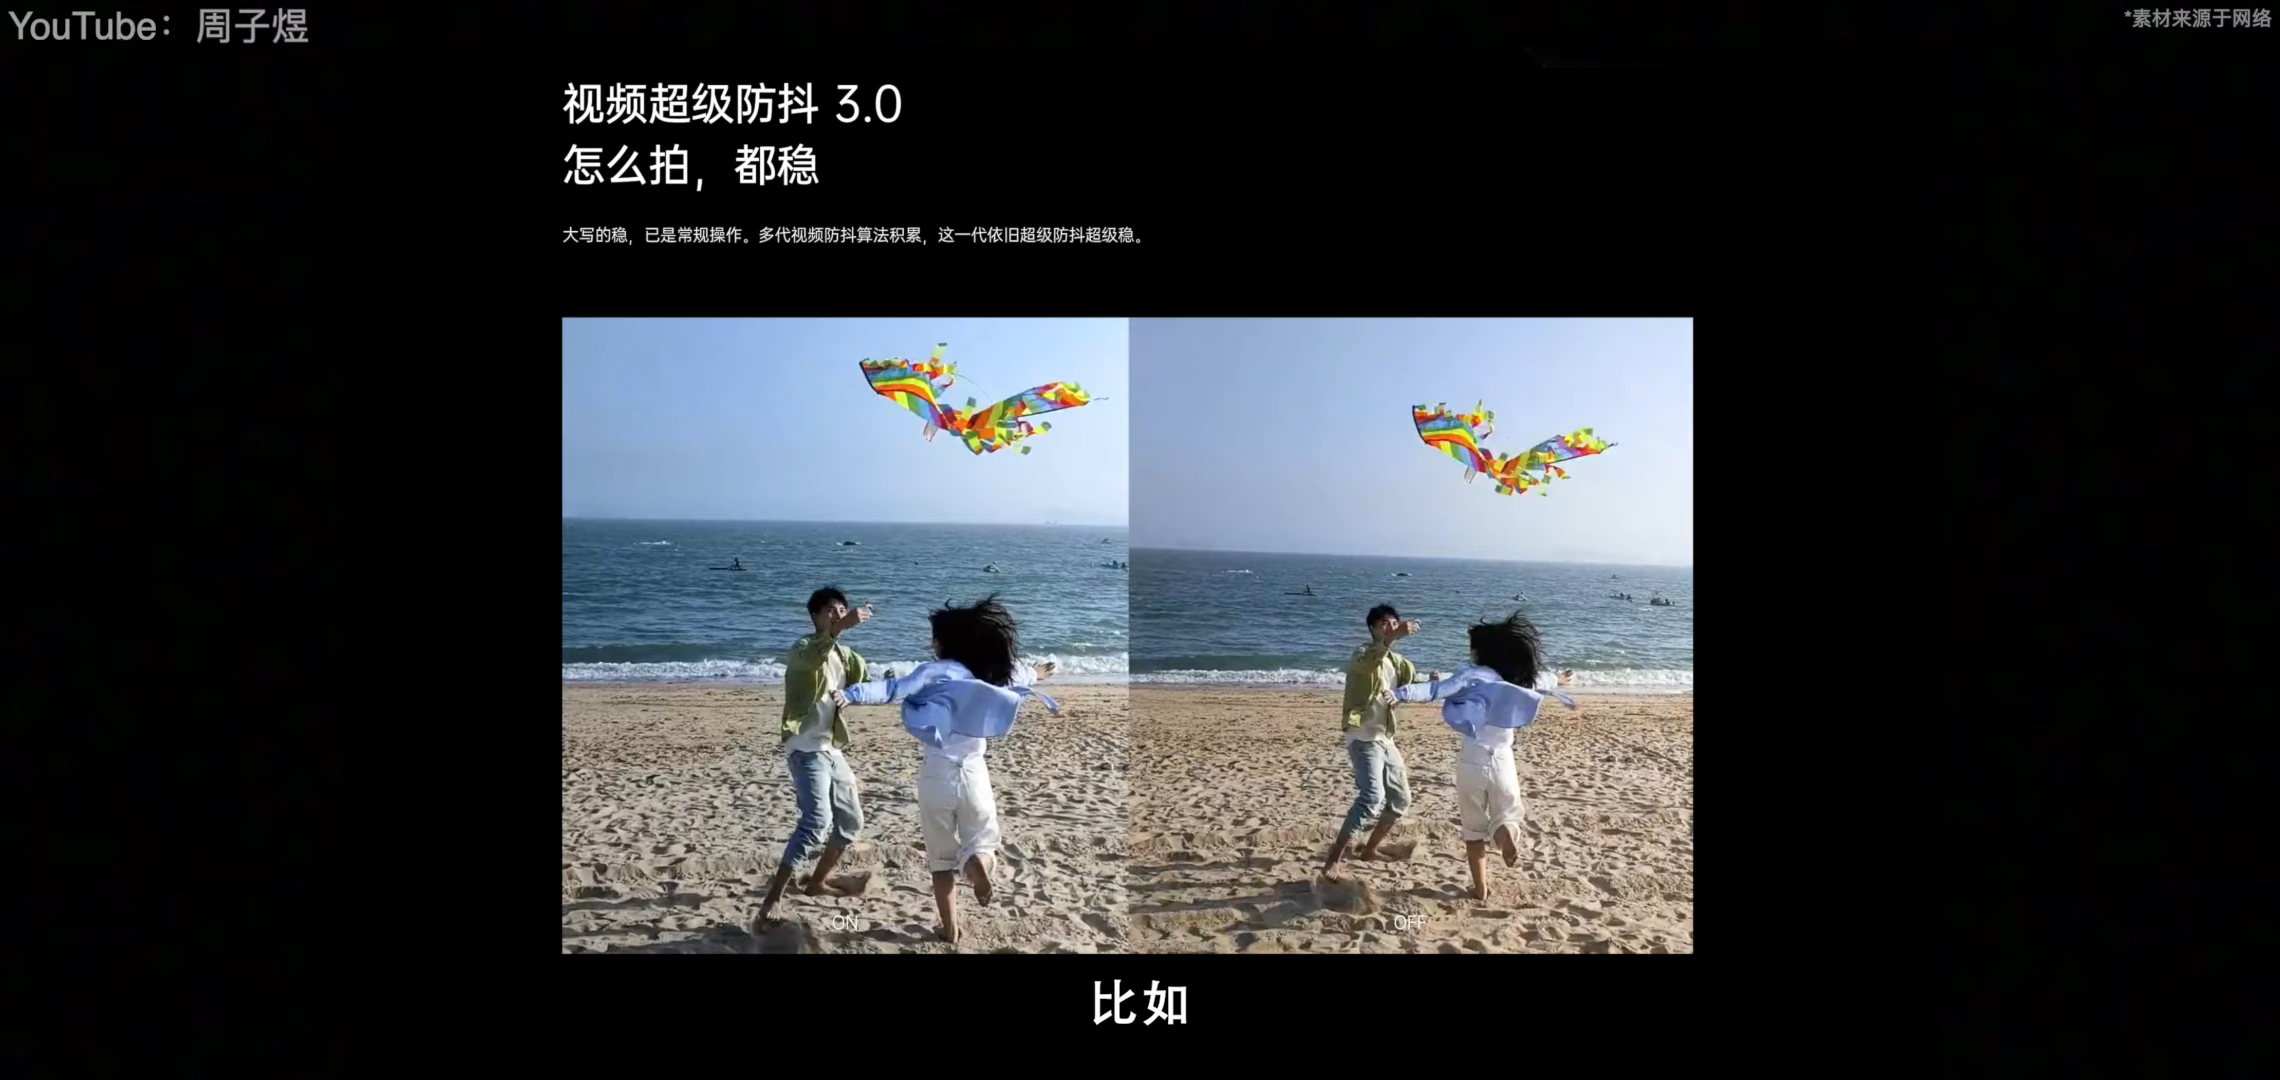 YouTube：周子煜
*素材来源于网络
视频超级防抖 3.0
怎么拍，都稳
大写的稳，已是常规操作。多代视频防抖算法积累，这一代依旧超级防抖超级稳。
ON
OFF
比如